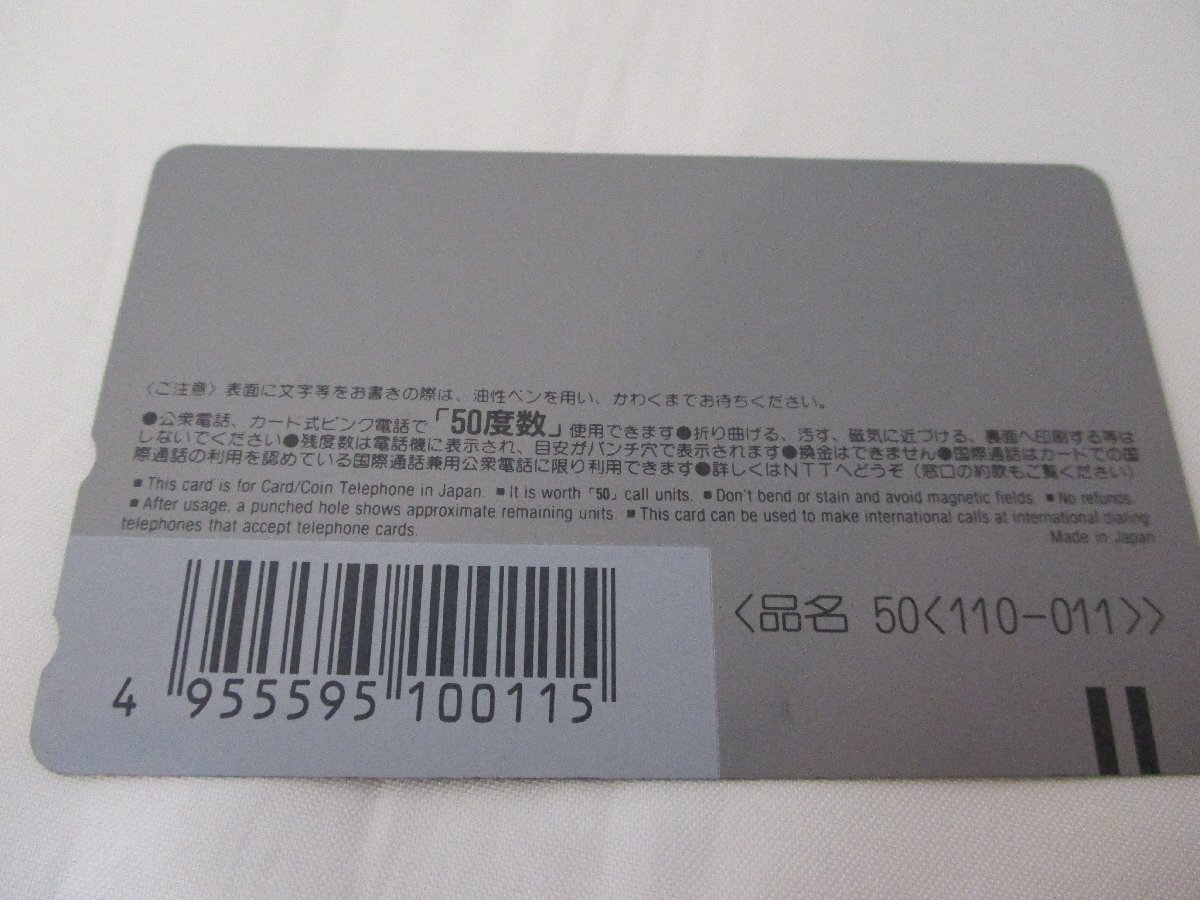 〈ご注意〉表面に文字等をお書きの際は、油性ペンを用い、かわくまでお待ちください。
●公衆電話、カード式ピンク電話で「50度数」使用できます●折り曲げる、汚す、磁気に近づける、裏面へ印刷する等は
しないでください●残度数は電話機に表示され、目安がパンチ穴で表示されます●換金はできません●国際通話はカードでの国
際通話の利用を認めている国際通話兼用公衆電話に限り利用できます●詳しくはNTTへどうぞ（窓口の約款もご覧ください）
■ This card is for Card/Coin Telephone in Japan. ■ It is worth「50」call units. ■ Don't bend or stain and avoid magnetic fields. ■ No refunds.
■ After usage, a punched hole shows approximate remaining units. ■ This card can be used to make international calls at international dialing
telephones that accept telephone cards.
Made in Japan
〈品名 50〈110-011〉〉
4 955595 100115